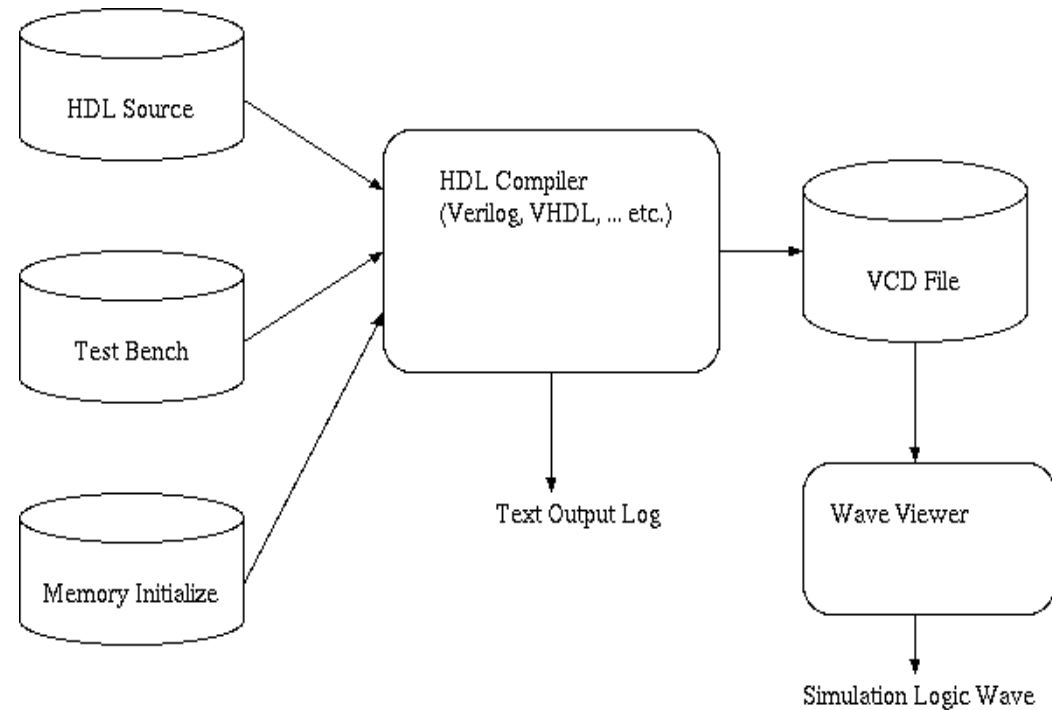 HDL Source
HDL Compiler
(Verilog, VHDL, ... etc.)
VCD File
Test Bench
Text Output Log
Wave Viewer
Memory Initialize
Simulation Logic Wave